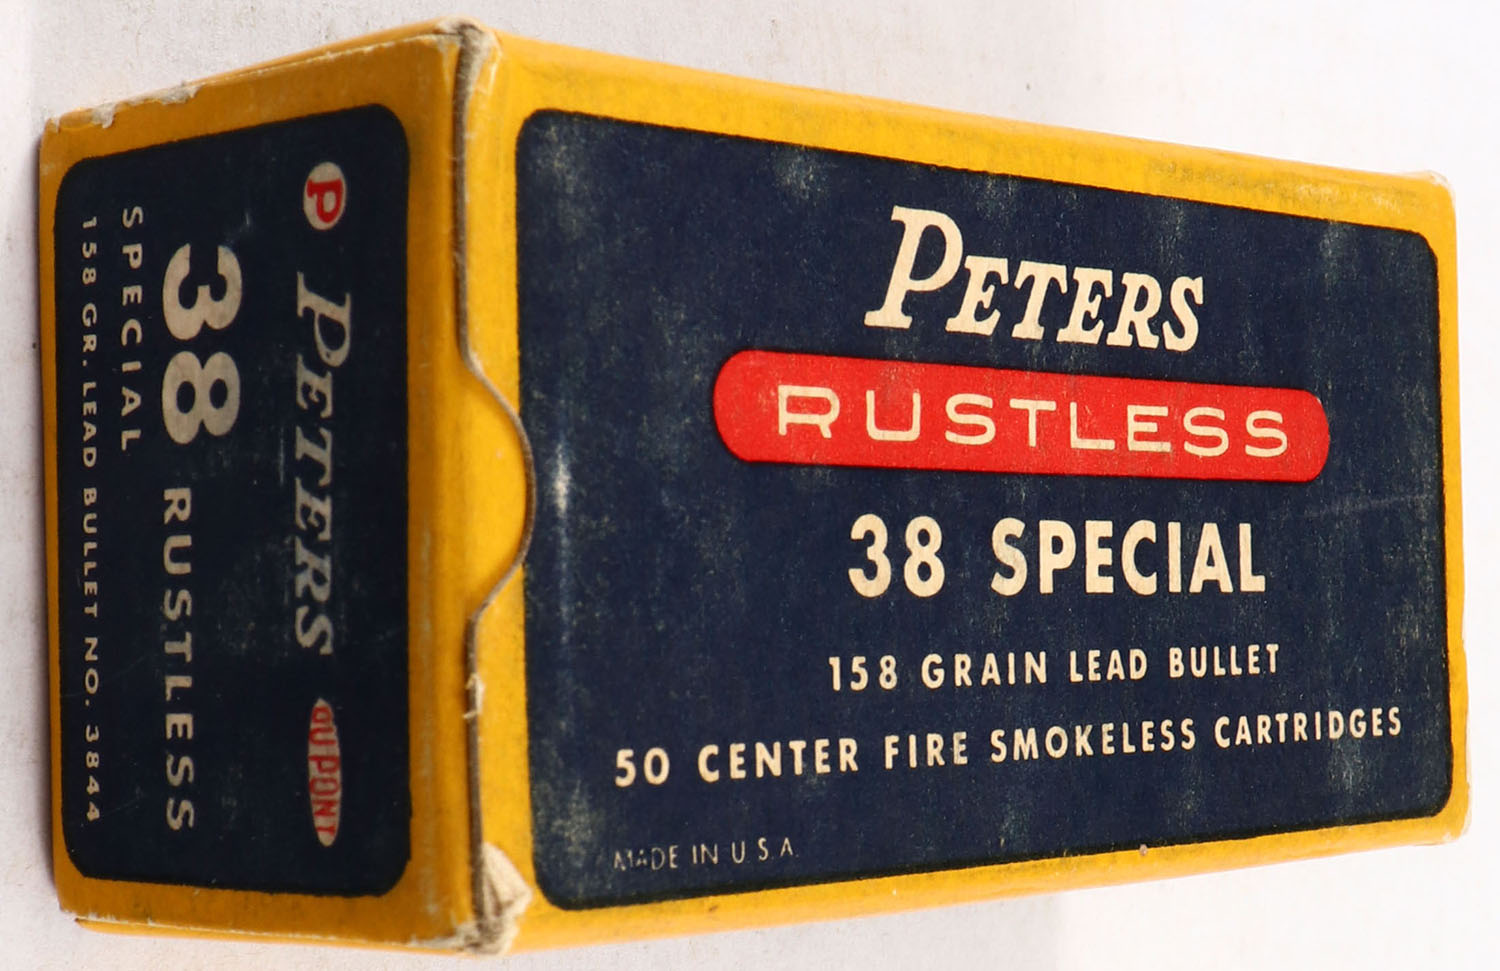 PETERS
RUSTLESS
38 SPECIAL
158 GRAIN LEAD BULLET
50 CENTER FIRE SMOKELESS CARTRIDGES
MADE IN U.S.A.
P PETERS DUPONT
38 RUSTLESS
SPECIAL
158 GR. LEAD BULLET NO. 3844